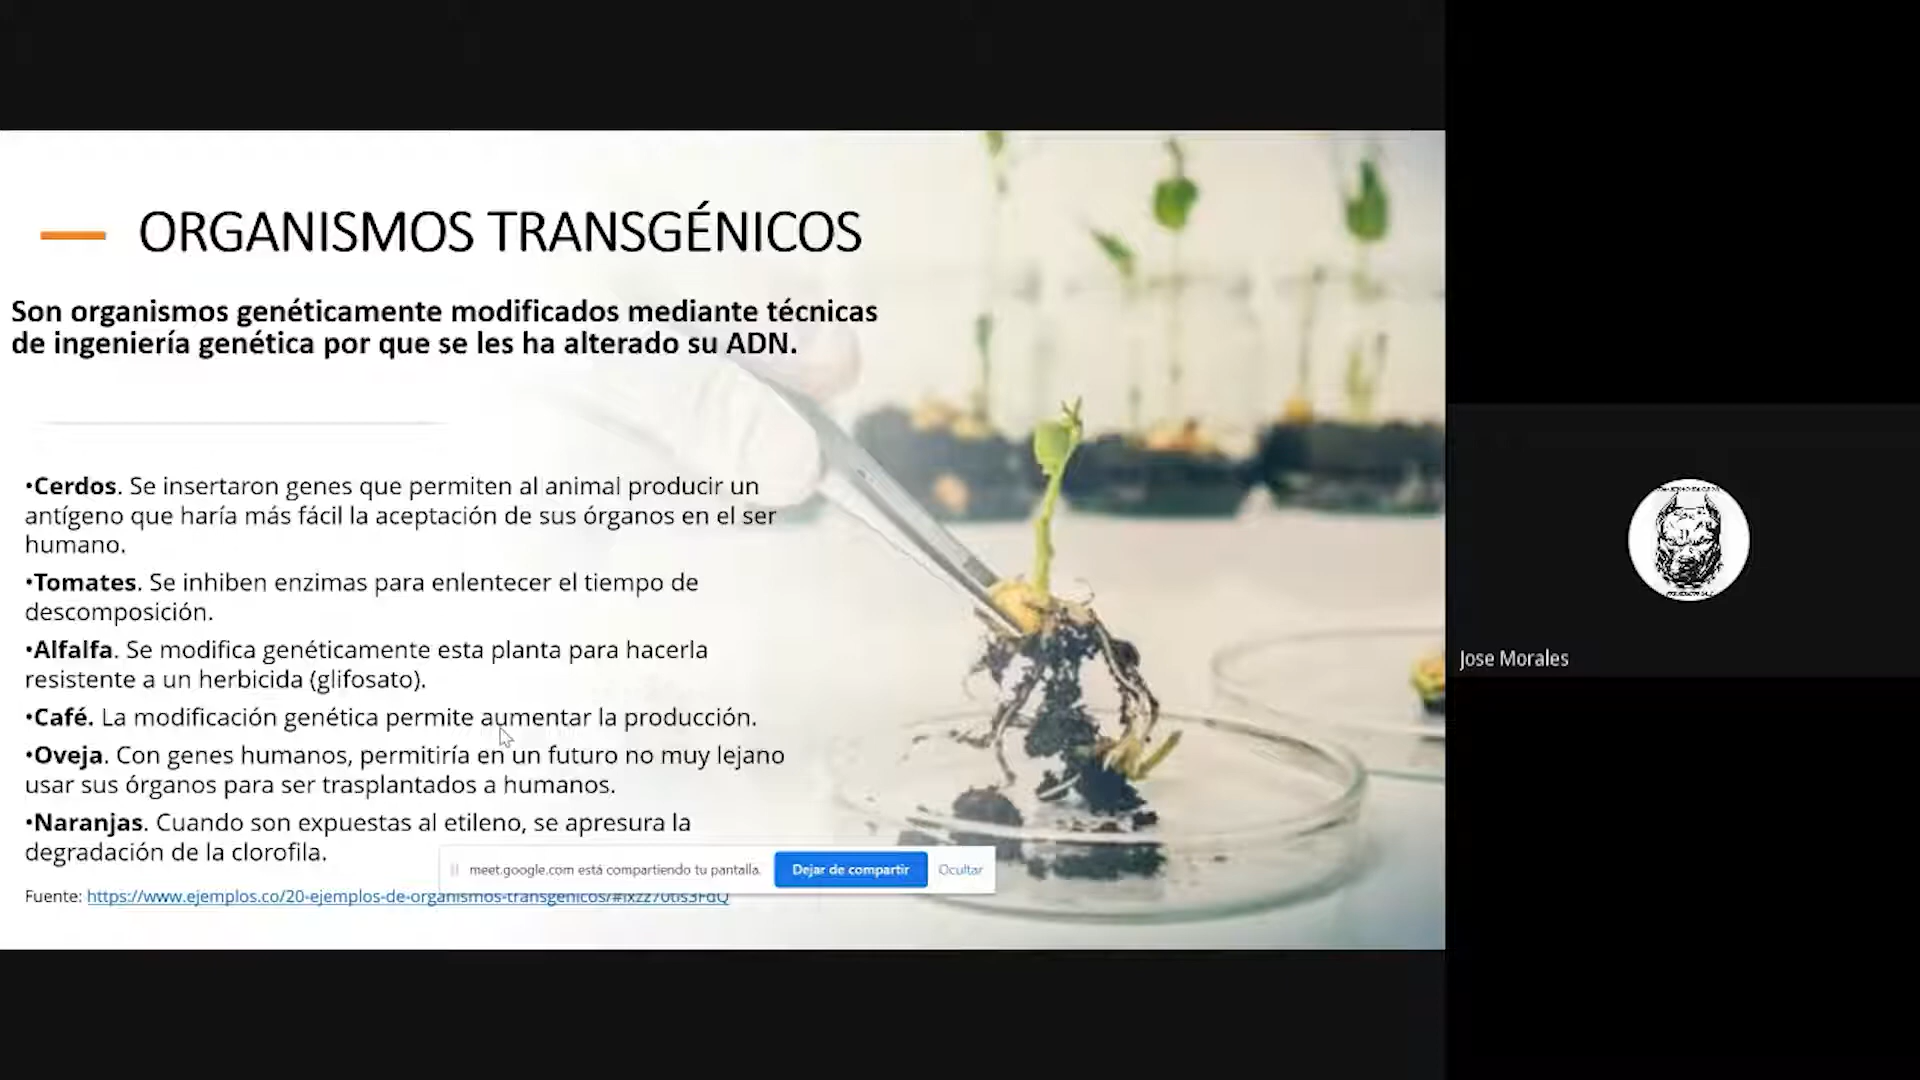 ORGANISMOS TRANSGÉNICOS
Son organismos genéticamente modificados mediante técnicas
de ingeniería genética por que se les ha alterado su ADN.
•Cerdos. Se insertaron genes que permiten al animal producir un
antígeno que haría más fácil la aceptación de sus órganos en el ser
humano.
•Tomates. Se inhiben enzimas para enlentecer el tiempo de
descomposición.
•Alfalfa. Se modifica genéticamente esta planta para hacerla
resistente a un herbicida (glifosato).
•Café. La modificación genética permite aumentar la producción.
•Oveja. Con genes humanos, permitiría en un futuro no muy lejano
usar sus órganos para ser trasplantados a humanos.
•Naranjas. Cuando son expuestas al etileno, se apresura la
degradación de la clorofila.
meet.google.com está compartiendo tu pantalla.
Dejar de compartir
Ocultar
Fuente:
Jose Morales